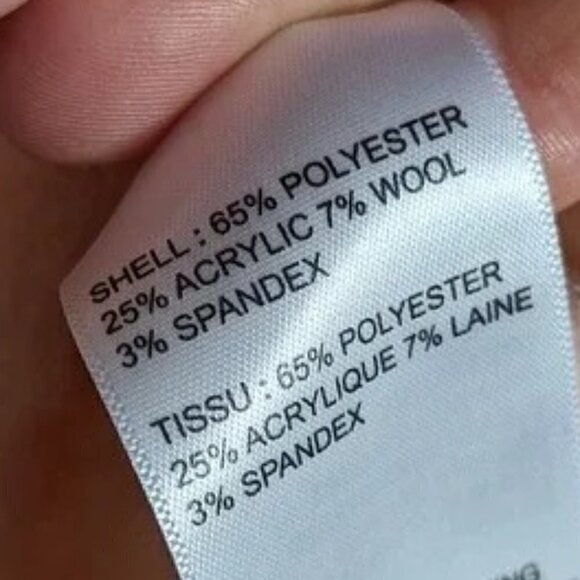 SHELL : 65% POLYESTER
25% ACRYLIC 7% WOOL
3% SPANDEX
TISSU : 65% POLYESTER
25% ACRYLIQUE 7% LAINE
3% SPANDEX